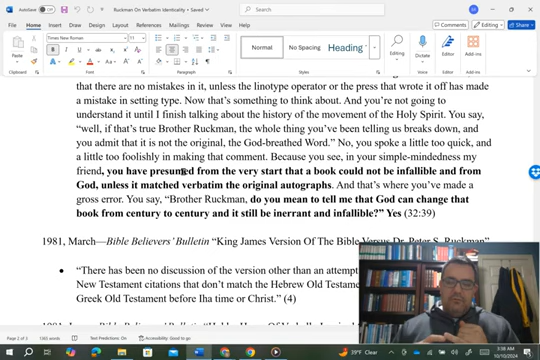 AutoSave Off
Ruckman On Verbatim Identicality • Saved
Search
File Home Insert Draw Design Layout References Mailings Review View Help
Comments Editing Share
Times New Roman 11
Normal No Spacing Heading
Paste
Editing Dictate Editor Add-ins
Clipboard Font Paragraph Styles Voice Editor Add-ins
that there are no mistakes in it, unless the linotype operator or the press that wrote it off has made
a mistake in setting type. Now that's something to think about. And you're not going to
understand it until I finish talking about the history of the movement of the Holy Spirit. You say,
"well, if that's true Brother Ruckman, the whole thing you've been telling us breaks down, and
you admit that it is not the original, the God-breathed Word." No, you spoke a little too quick, and
a little too foolishly in making that comment. Because you see, in your simple-mindedness my
friend, you have presumed from the very start that a book could not be infallible and from
God, unless it matched verbatim the original autographs. And that's where you've made a
gross error. You say, "Brother Ruckman, do you mean to tell me that God can change that
book from century to century and it still be inerrant and infallible?" Yes (32:39)
1981, March—Bible Believers' Bulletin "King James Version Of The Bible Versus Dr. Peter S. Ruckman"
• "There has been no discussion of the version other than an attempt
New Testament citations that don't match the Hebrew Old Testame
Greek Old Testament before the time of Christ." (4)
Page 2 of 3 1383 words Text Predictions: On Accessibility: Good to go
39°F Clear
3:38 AM
10/10/2024